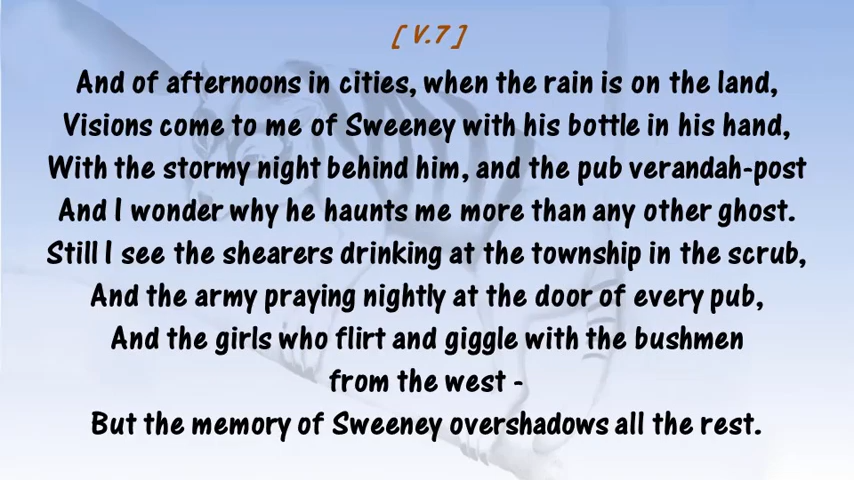 [ V.7 ]
And of afternoons in cities, when the rain is on the land,
Visions come to me of Sweeney with his bottle in his hand,
With the stormy night behind him, and the pub verandah-post
And I wonder why he haunts me more than any other ghost.
Still I see the shearers drinking at the township in the scrub,
And the army praying nightly at the door of every pub,
And the girls who flirt and giggle with the bushmen
from the west -
But the memory of Sweeney overshadows all the rest.